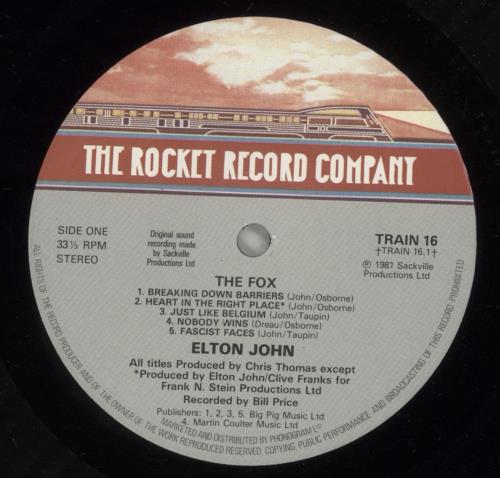 THE ROCKET RECORD COMPANY
SIDE ONE
33⅓ RPM
STEREO
Original sound
recording made
by Sackville
Productions Ltd
TRAIN 16
†TRAIN 16.1†
℗ 1981 Sackville
Productions Ltd
THE FOX
1. BREAKING DOWN BARRIERS (John/Osborne)
2. HEART IN THE RIGHT PLACE* (John/Osborne)
3. JUST LIKE BELGIUM (John/Taupin)
4. NOBODY WINS (Dreau/Osborne)
5. FASCIST FACES (John/Taupin)
ELTON JOHN
All titles Produced by Chris Thomas except
*Produced by Elton John/Clive Franks for
Frank N. Stein Productions Ltd
Recorded by Bill Price
Publishers: 1, 2, 3, 5. Big Pig Music Ltd
4. Martin Coulter Music Ltd
MARKETED AND DISTRIBUTED BY PHONOGRAM LTD
ALL RIGHTS OF THE RECORD PRODUCER AND OF THE OWNER OF THE WORK REPRODUCED RESERVED. COPYING, PUBLIC PERFORMANCE AND BROADCASTING OF THIS RECORD PROHIBITED